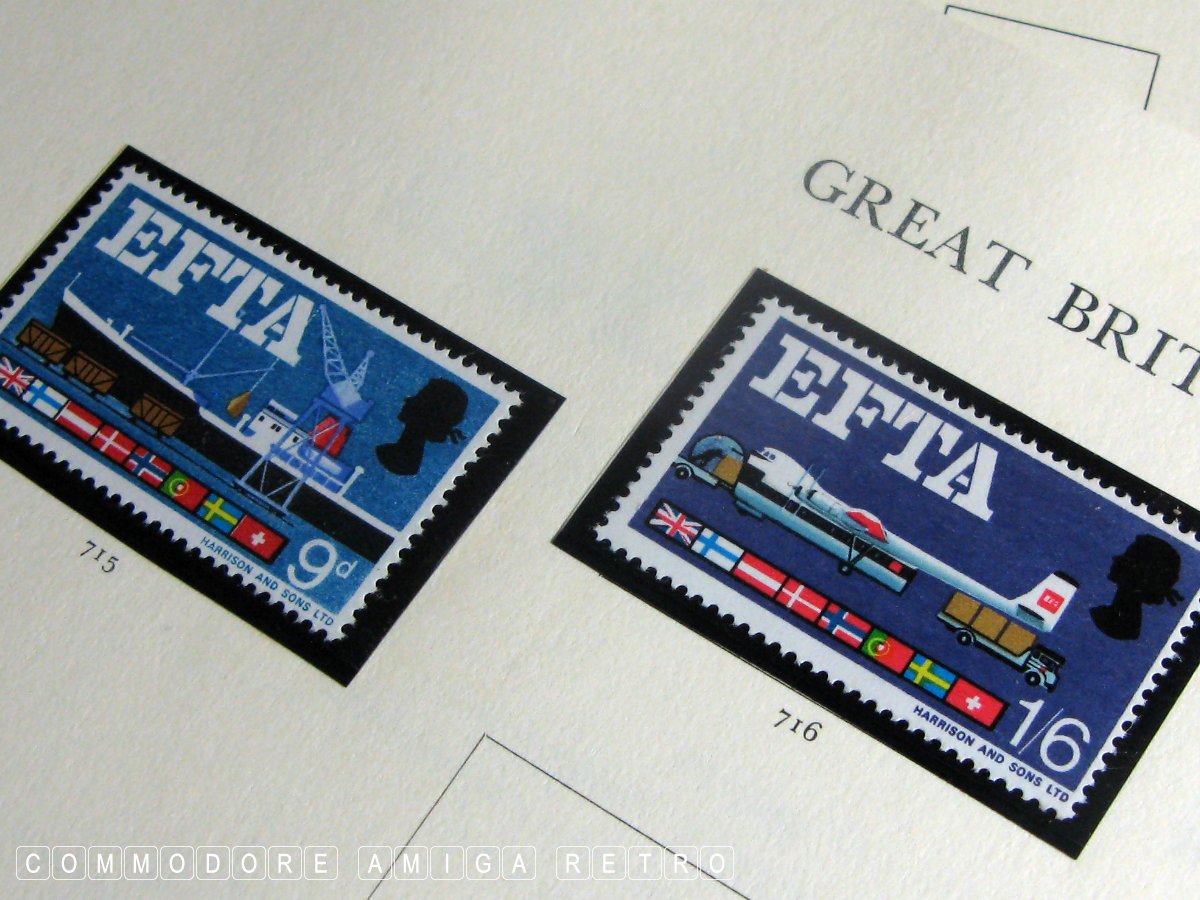 GREAT BRIT
EFTA
9d
HARRISON AND SONS LTD
715
EFTA
1/6
HARRISON AND SONS LTD
716
COMMODORE AMIGA RETRO